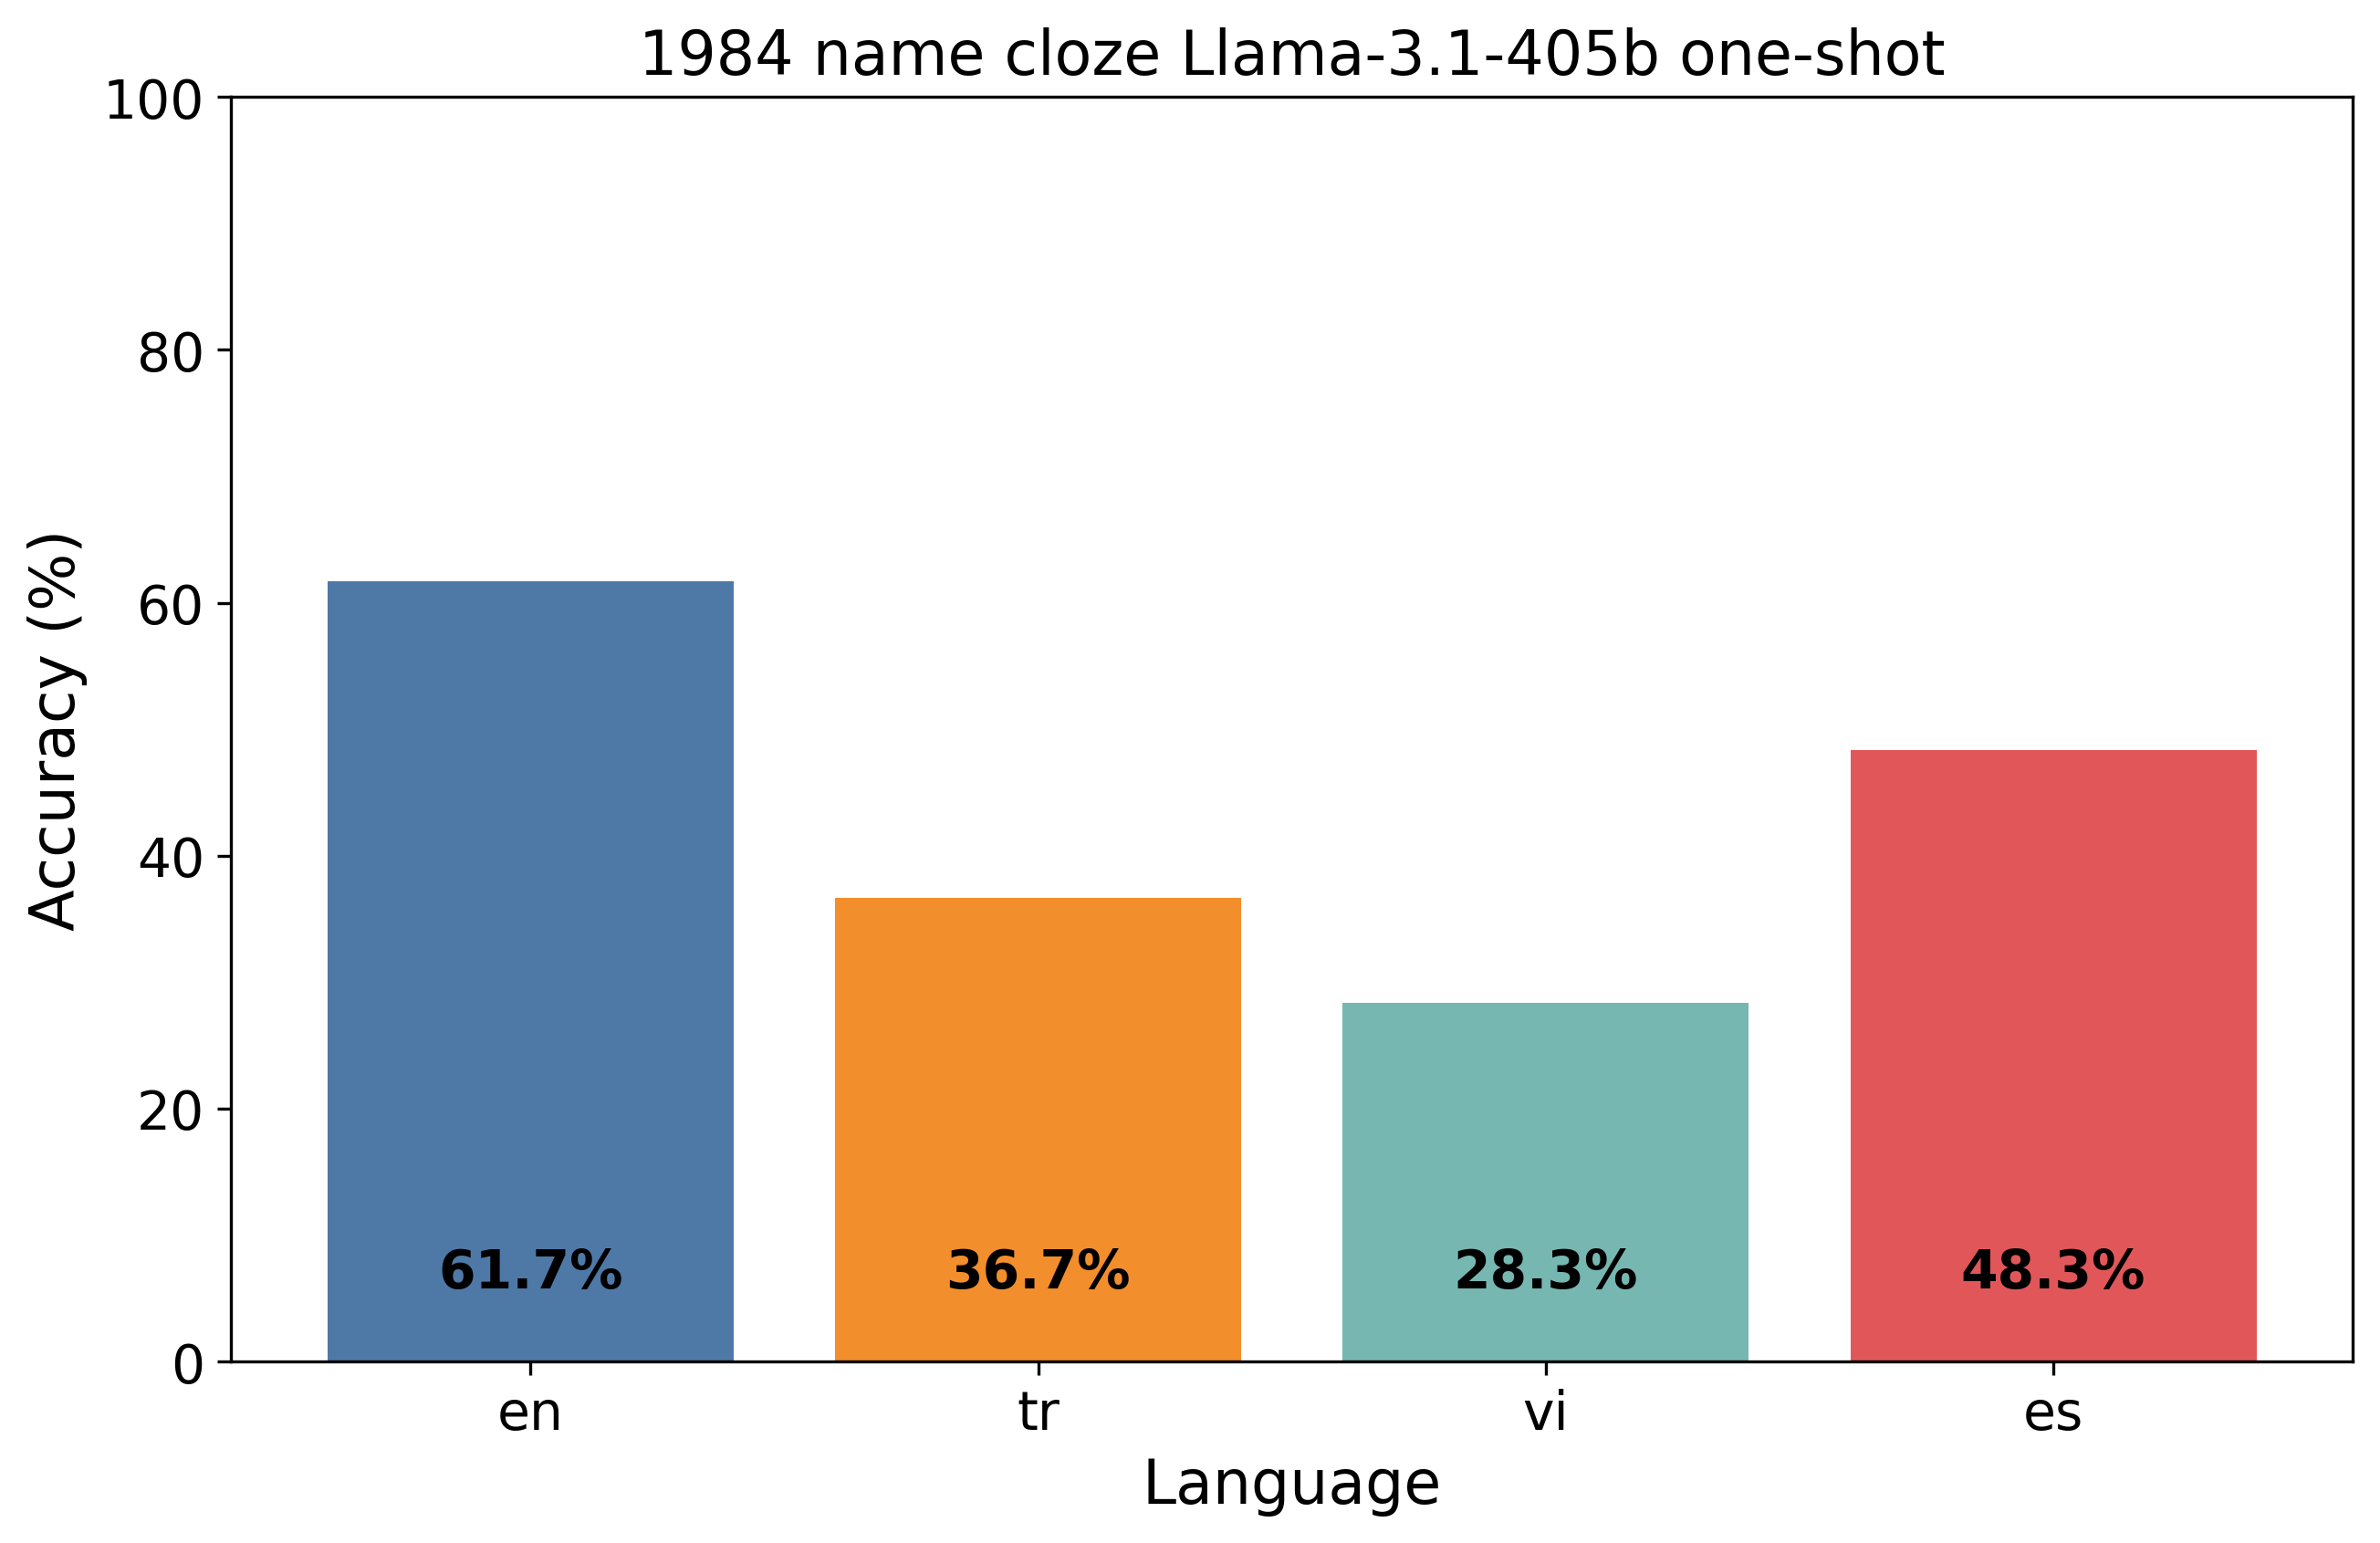 1984 name cloze Llama-3.1-405b one-shot
Accuracy (%)
100
80
60
40
20
0
61.7%
36.7%
28.3%
48.3%
en
tr
vi
es
Language